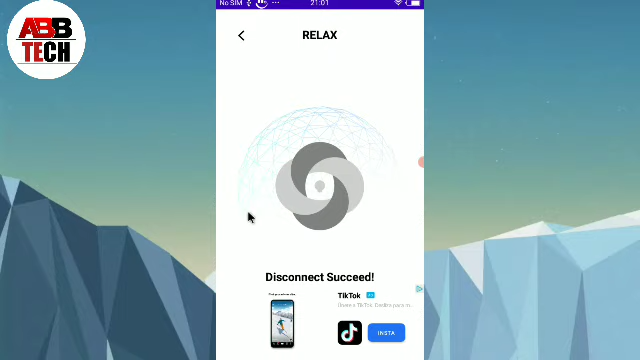 No SIM
21:01
ABB
TECH
RELAX
Disconnect Succeed!
TikTok
INSTA